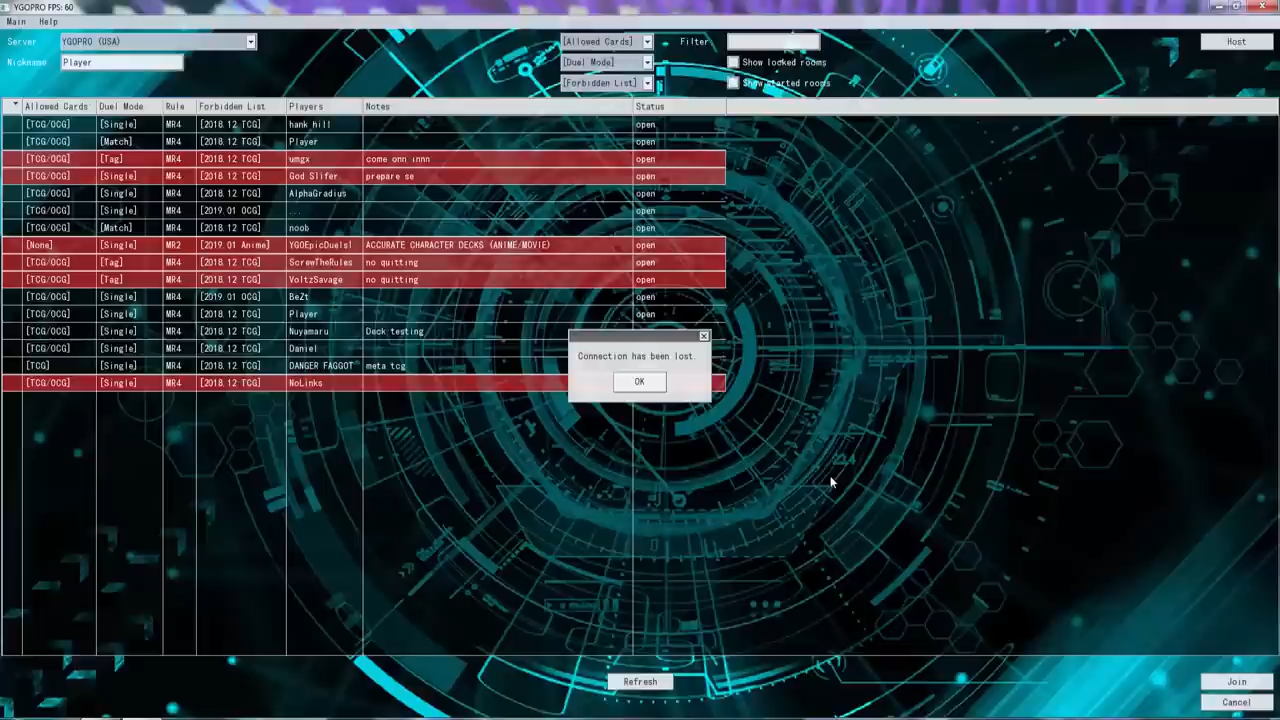 YGOPRO FPS: 60
Main Help
Server YGOPRO (USA) [Allowed Cards] Filter Host
Nickname Player [Duel Mode] Show locked rooms
[Forbidden List] Show started rooms
Allowed Cards Duel Mode Rule Forbidden List Players Notes Status
[TCG/OCG] [Single] MR4 [2018.12 TCG] hank_hill open
[TCG/OCG] [Match] MR4 [2018.12 TCG] Player open
[TCG/OCG] [Tag] MR4 [2018.12 TCG] umgx come onn innn open
[TCG/OCG] [Single] MR4 [2018.12 TCG] God Slifer prepare se open
[TCG/OCG] [Single] MR4 [2018.12 TCG] AlphaGradius open
[TCG/OCG] [Single] MR4 [2019.01 OCG] ... open
[TCG/OCG] [Match] MR4 [2018.12 TCG] noob open
[None] [Single] MR2 [2019.01 Anime] YGOEpicDuels! ACCURATE CHARACTER DECKS (ANIME/MOVIE) open
[TCG/OCG] [Tag] MR4 [2018.12 TCG] ScrewTheRules no quitting open
[TCG/OCG] [Tag] MR4 [2018.12 TCG] VoltzSavage no quitting open
[TCG/OCG] [Single] MR4 [2019.01 OCG] BeZt open
[TCG/OCG] [Single] MR4 [2018.12 TCG] Player open
[TCG/OCG] [Single] MR4 [2018.12 TCG] Nuyamaru Deck testing
[TCG/OCG] [Single] MR4 [2018.12 TCG] Daniel
[TCG] [Single] MR4 [2018.12 TCG] DANGER FAGGOT meta tcg
[TCG/OCG] [Single] MR4 [2018.12 TCG] NoLinks
Connection has been lost.
OK
Refresh Join
Cancel